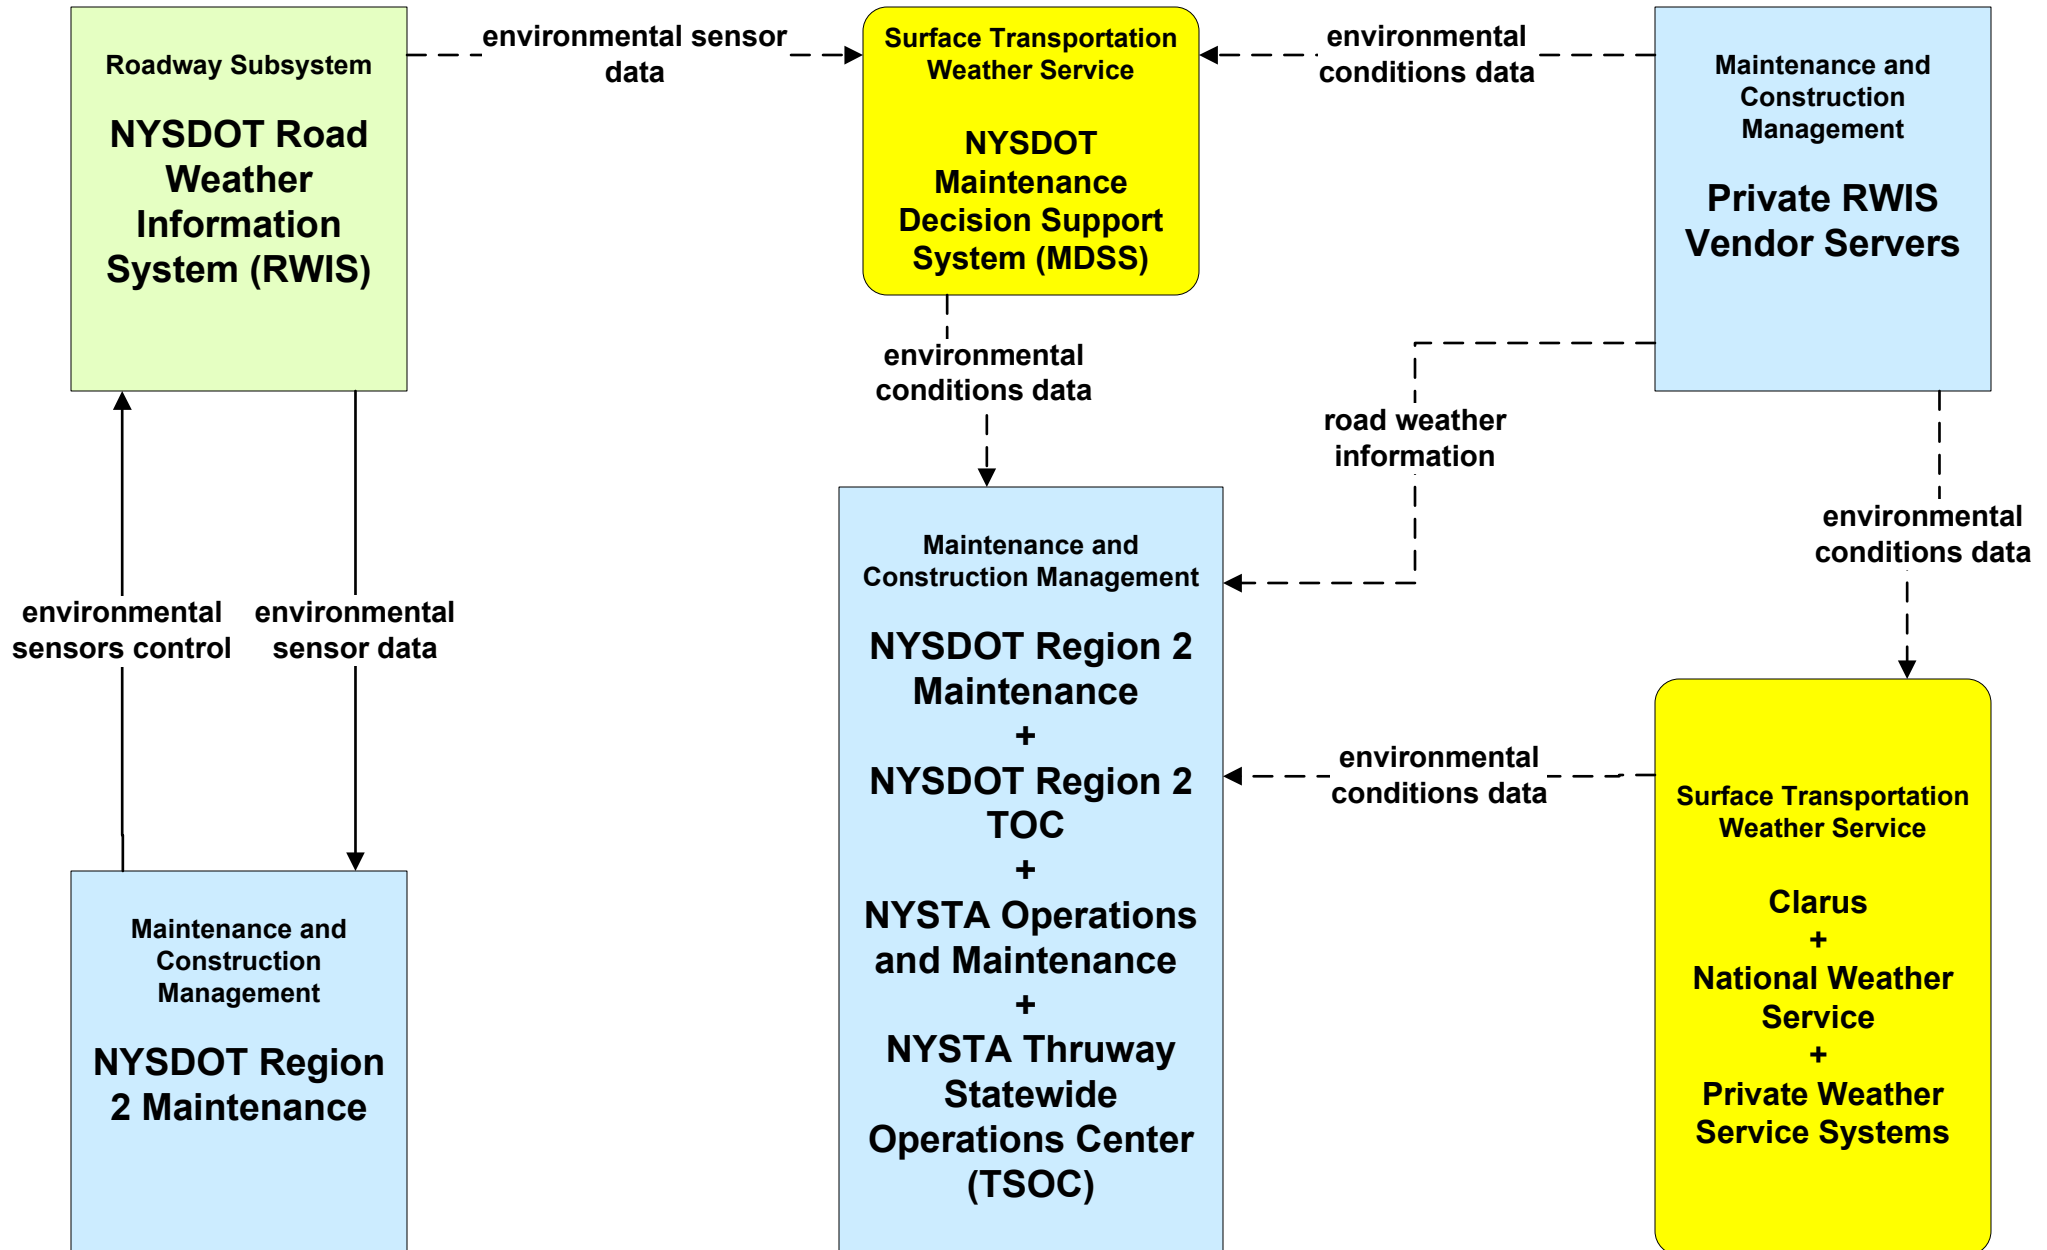 Roadway Subsystem
NYSDOT Road
Weather
Information
System (RWIS)
environmental sensor
data
Surface Transportation
Weather Service
NYSDOT
Maintenance
Decision Support
System (MDSS)
environmental
conditions data
Maintenance and
Construction
Management
Private RWIS
Vendor Servers
environmental
conditions data
road weather
information
environmental
conditions data
environmental
sensors control
environmental
sensor data
Maintenance and
Construction Management
NYSDOT Region 2
Maintenance
+
NYSDOT Region 2
TOC
+
NYSTA Operations
and Maintenance
+
NYSTA Thruway
Statewide
Operations Center
(TSOC)
environmental
conditions data
Surface Transportation
Weather Service
Clarus
+
National Weather
Service
+
Private Weather
Service Systems
Maintenance and
Construction
Management
NYSDOT Region
2 Maintenance